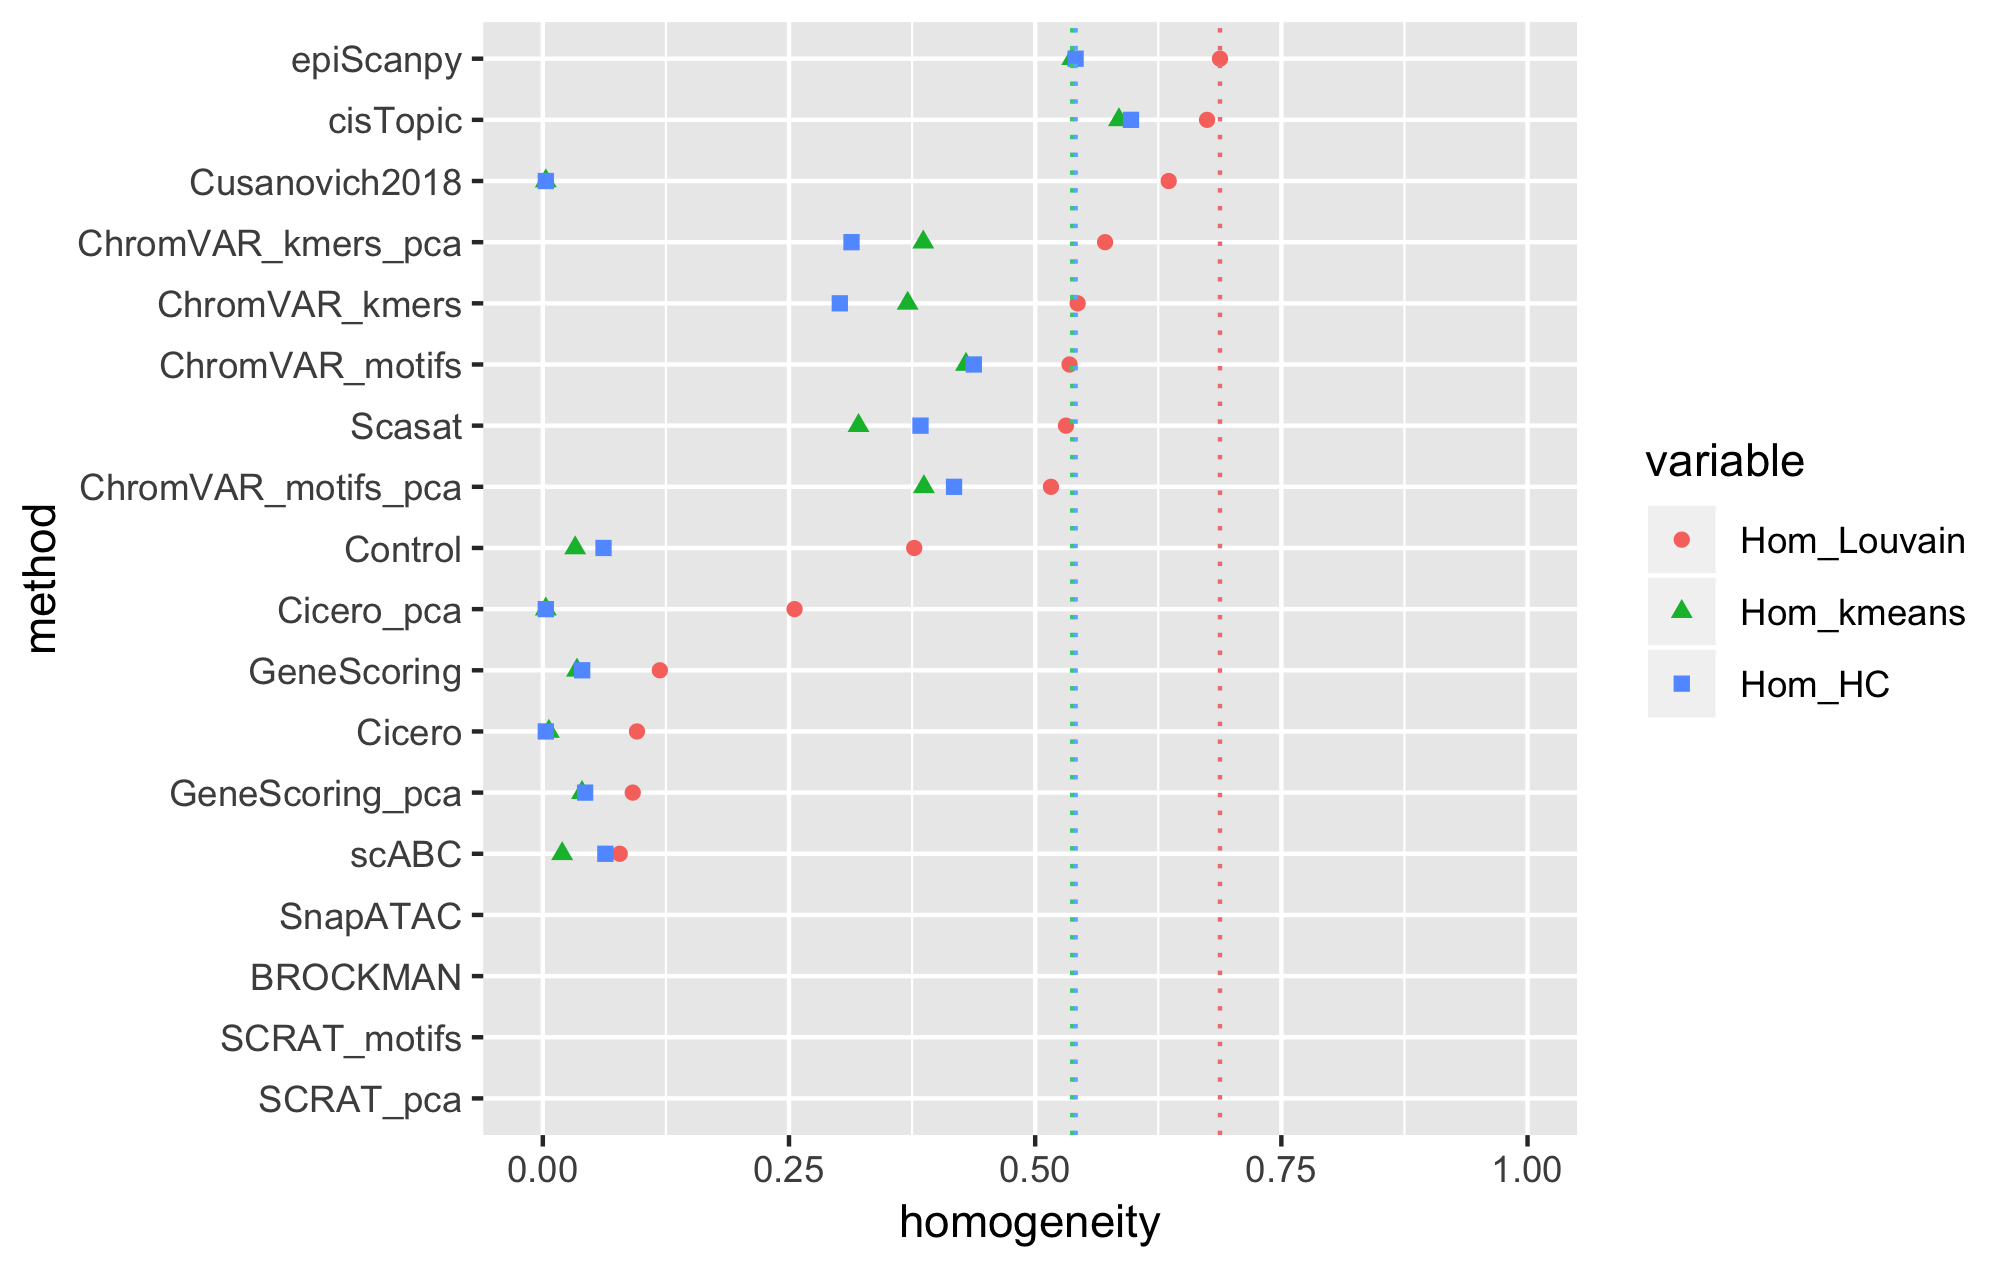 epiScanpy
cisTopic
Cusanovich2018
ChromVAR_kmers_pca
ChromVAR_kmers
ChromVAR_motifs
Scasat
ChromVAR_motifs_pca
Control
Cicero_pca
GeneScoring
Cicero
GeneScoring_pca
scABC
SnapATAC
BROCKMAN
SCRAT_motifs
SCRAT_pca
method
0.00 0.25 0.50 0.75 1.00
homogeneity
variable
Hom_Louvain
Hom_kmeans
Hom_HC